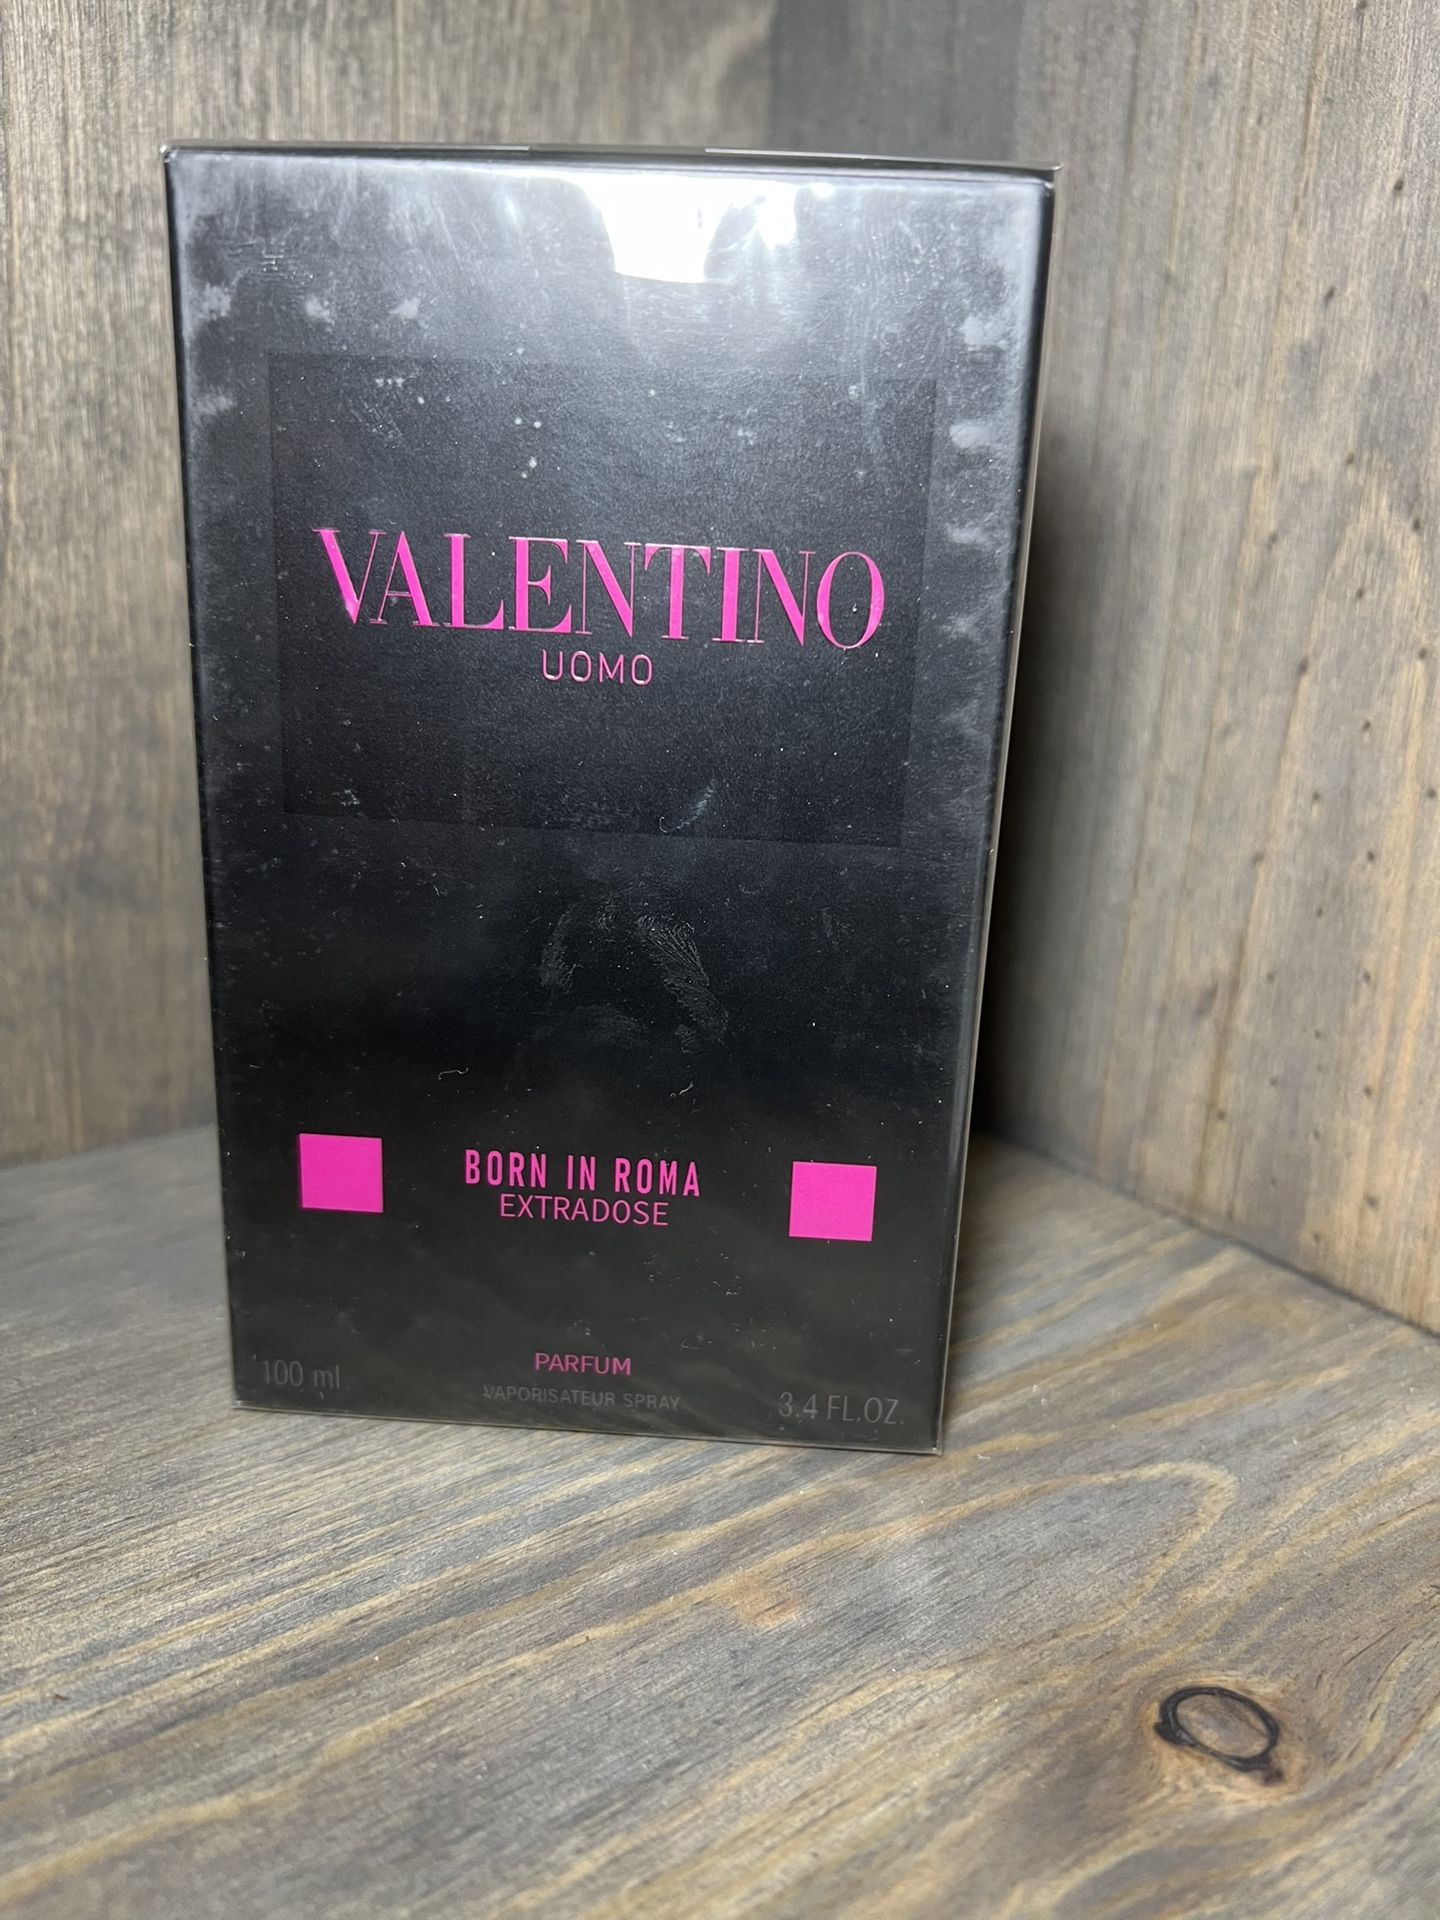 VALENTINO
UOMO
BORN IN ROMA
EXTRADOSE
PARFUM
100 ml
VAPORISATEUR SPRAY
3.4 FL.OZ.